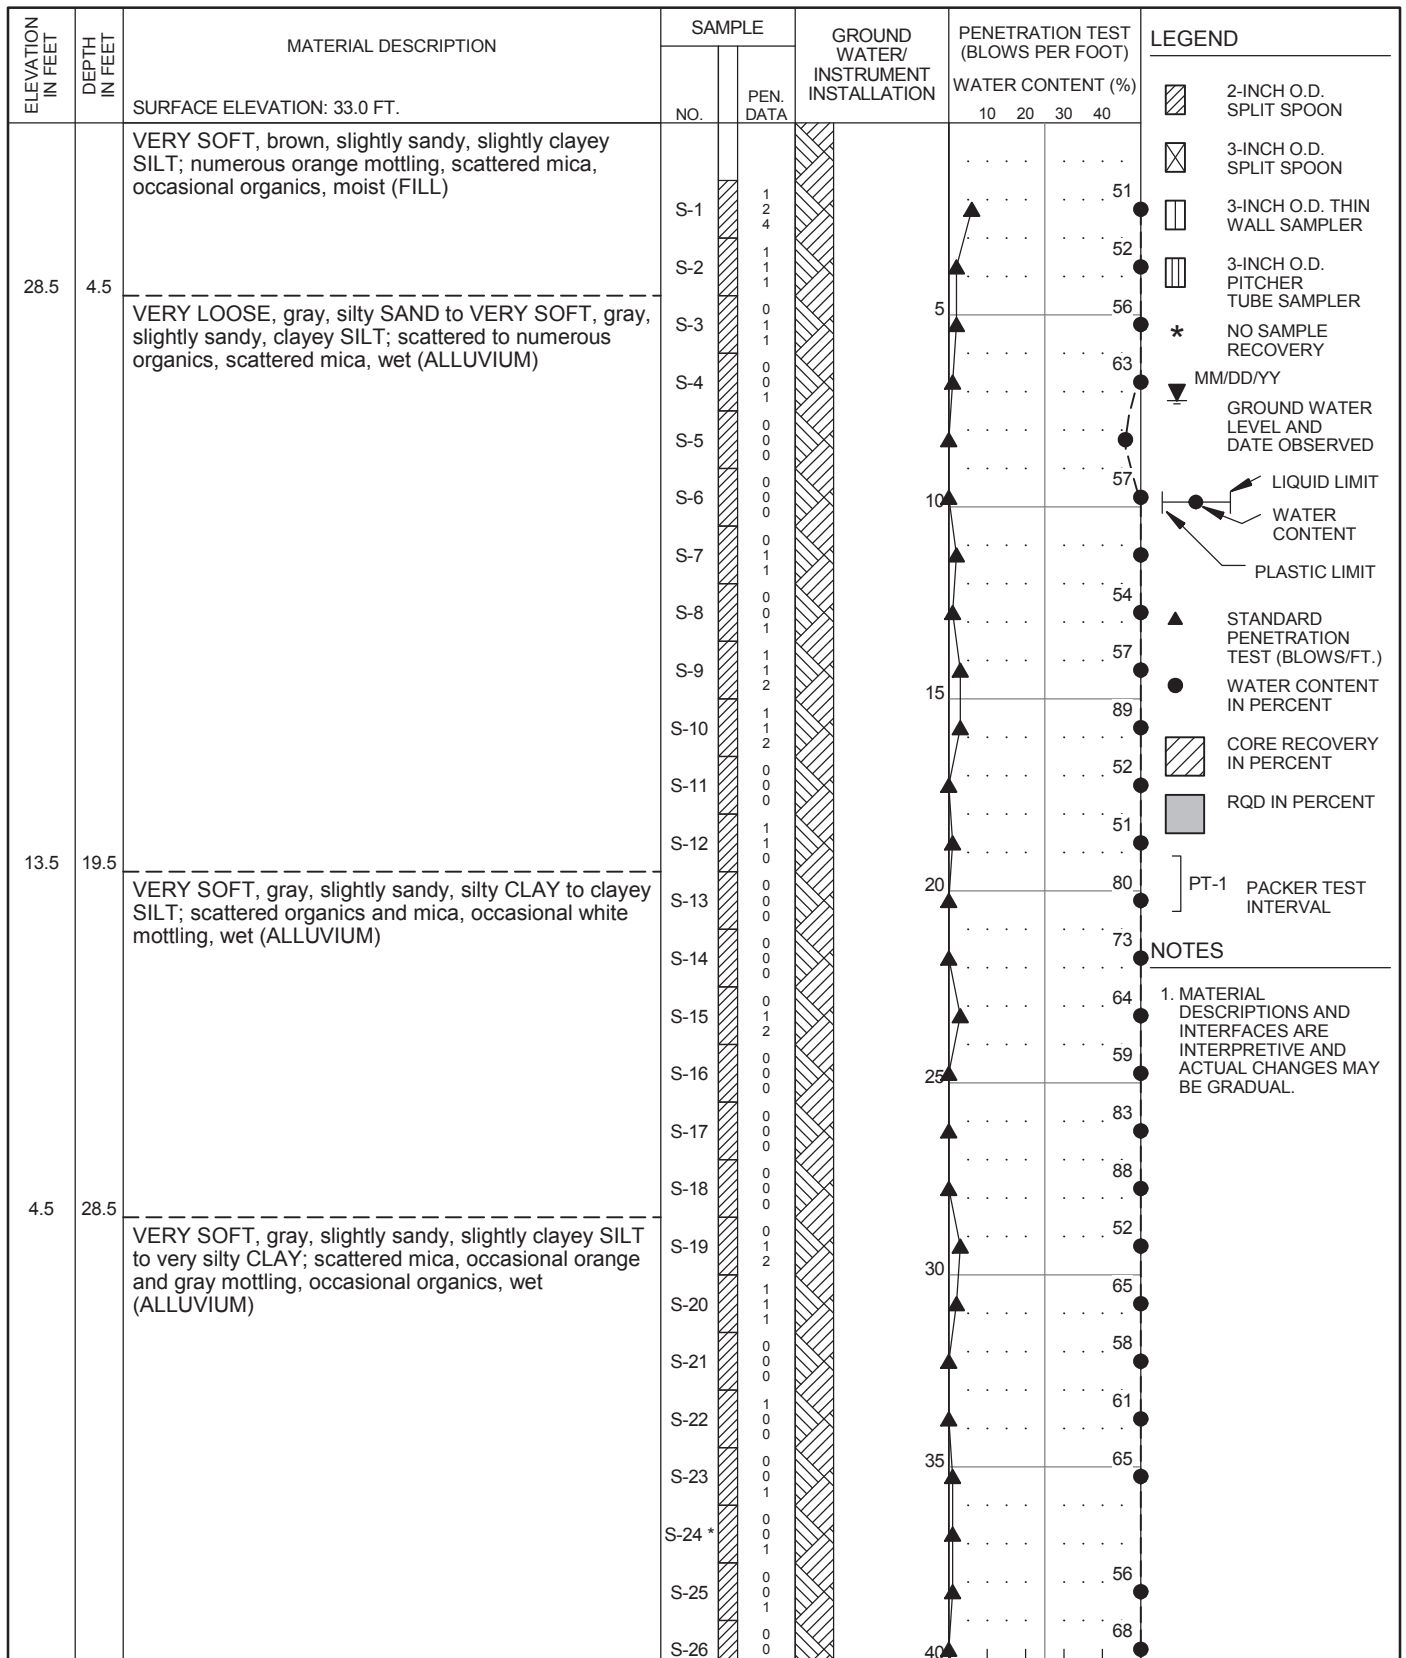 ELEVATION
IN FEET
DEPTH
IN FEET
MATERIAL DESCRIPTION
SURFACE ELEVATION: 33.0 FT.
SAMPLE
NO.
PEN.
DATA
GROUND
WATER/
INSTRUMENT
INSTALLATION
PENETRATION TEST
(BLOWS PER FOOT)
WATER CONTENT (%)
10 20 30 40
VERY SOFT, brown, slightly sandy, slightly clayey
SILT; numerous orange mottling, scattered mica,
occasional organics, moist (FILL)
28.5 4.5
VERY LOOSE, gray, silty SAND to VERY SOFT, gray,
slightly sandy, clayey SILT; scattered to numerous
organics, scattered mica, wet (ALLUVIUM)
13.5 19.5
VERY SOFT, gray, slightly sandy, silty CLAY to clayey
SILT; scattered organics and mica, occasional white
mottling, wet (ALLUVIUM)
4.5 28.5
VERY SOFT, gray, slightly sandy, slightly clayey SILT
to very silty CLAY; scattered mica, occasional orange
and gray mottling, occasional organics, wet
(ALLUVIUM)
S-1
1
2
4
51
S-2
1
1
1
52
5
S-3
0
1
1
56
S-4
0
0
1
63
S-5
0
0
0
S-6
0
0
0
57
10
S-7
0
1
1
S-8
0
0
1
54
S-9
1
1
2
57
15
S-10
1
1
2
89
S-11
0
0
0
52
S-12
1
1
0
51
20
S-13
0
0
0
80
S-14
0
0
0
73
S-15
0
1
2
64
S-16
0
0
0
59
25
S-17
0
0
0
83
S-18
0
0
0
88
S-19
0
1
2
52
30
S-20
1
1
1
65
S-21
0
0
0
58
S-22
1
0
0
61
35
S-23
0
0
1
65
S-24 *
0
0
1
S-25
0
0
1
56
S-26
0
0
68
40
LEGEND
2-INCH O.D.
SPLIT SPOON
3-INCH O.D.
SPLIT SPOON
3-INCH O.D. THIN
WALL SAMPLER
3-INCH O.D.
PITCHER
TUBE SAMPLER
* NO SAMPLE
RECOVERY
MM/DD/YY
GROUND WATER
LEVEL AND
DATE OBSERVED
LIQUID LIMIT
WATER
CONTENT
PLASTIC LIMIT
STANDARD
PENETRATION
TEST (BLOWS/FT.)
WATER CONTENT
IN PERCENT
CORE RECOVERY
IN PERCENT
RQD IN PERCENT
PT-1 PACKER TEST
INTERVAL
NOTES
1. MATERIAL
DESCRIPTIONS AND
INTERFACES ARE
INTERPRETIVE AND
ACTUAL CHANGES MAY
BE GRADUAL.